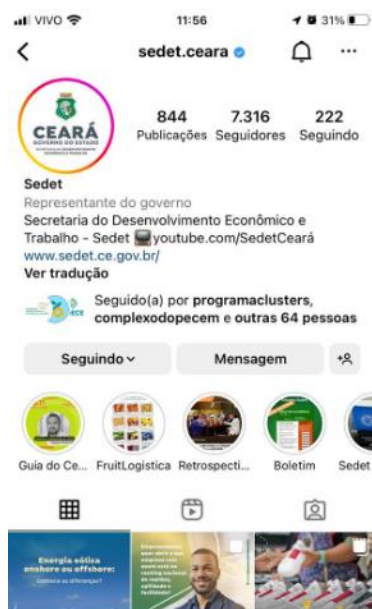 VIVO
11:56
31%
sedet.ceara
CEARÁ
GOVERNO DO ESTADO
844 7.316 222
Publicações Seguidores Seguindo
Sedet
Representante do governo
Secretaria do Desenvolvimento Econômico e
Trabalho - Sedet youtube.com/SedetCeará
www.sedet.ce.gov.br/
Ver tradução
Seguido(a) por programaclusters,
complexodopecem e outras 64 pessoas
Seguindo
Mensagem
Guia do Ce... FruitLogistica Retrospecti... Boletim Sedet
Energia eólica
onshore ou offshore: